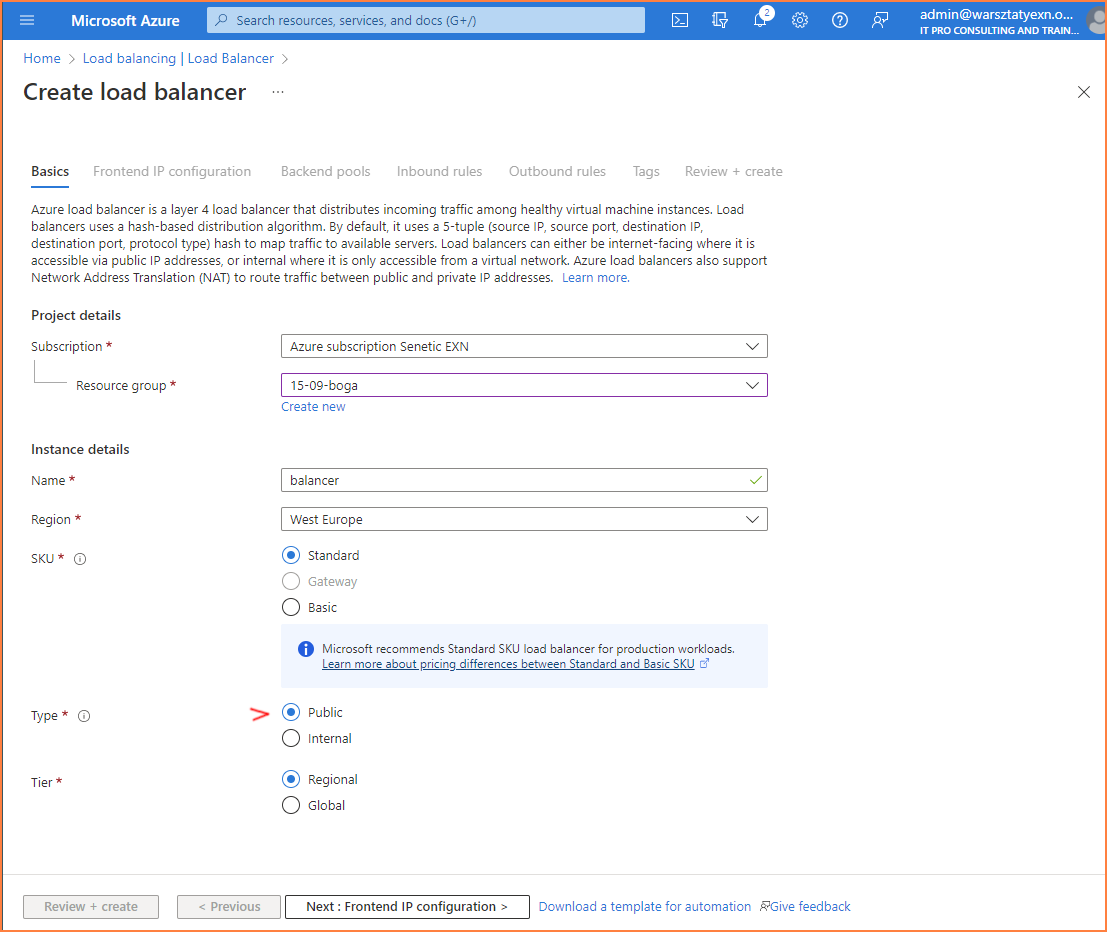 Microsoft Azure
Search resources, services, and docs (G+/)
2
admin@warsztatyexn.o...
IT PRO CONSULTING AND TRAIN...
Home > Load balancing | Load Balancer >
Create load balancer ...
Basics Frontend IP configuration Backend pools Inbound rules Outbound rules Tags Review + create
Azure load balancer is a layer 4 load balancer that distributes incoming traffic among healthy virtual machine instances. Load
balancers uses a hash-based distribution algorithm. By default, it uses a 5-tuple (source IP, source port, destination IP,
destination port, protocol type) hash to map traffic to available servers. Load balancers can either be internet-facing where it is
accessible via public IP addresses, or internal where it is only accessible from a virtual network. Azure load balancers also support
Network Address Translation (NAT) to route traffic between public and private IP addresses. Learn more.
Project details
Subscription * Azure subscription Senetic EXN
Resource group * 15-09-boga
Create new
Instance details
Name * balancer
Region * West Europe
SKU * Standard
Gateway
Basic
Microsoft recommends Standard SKU load balancer for production workloads.
Learn more about pricing differences between Standard and Basic SKU
Type * Public
Internal
Tier * Regional
Global
Review + create < Previous Next : Frontend IP configuration > Download a template for automation Give feedback